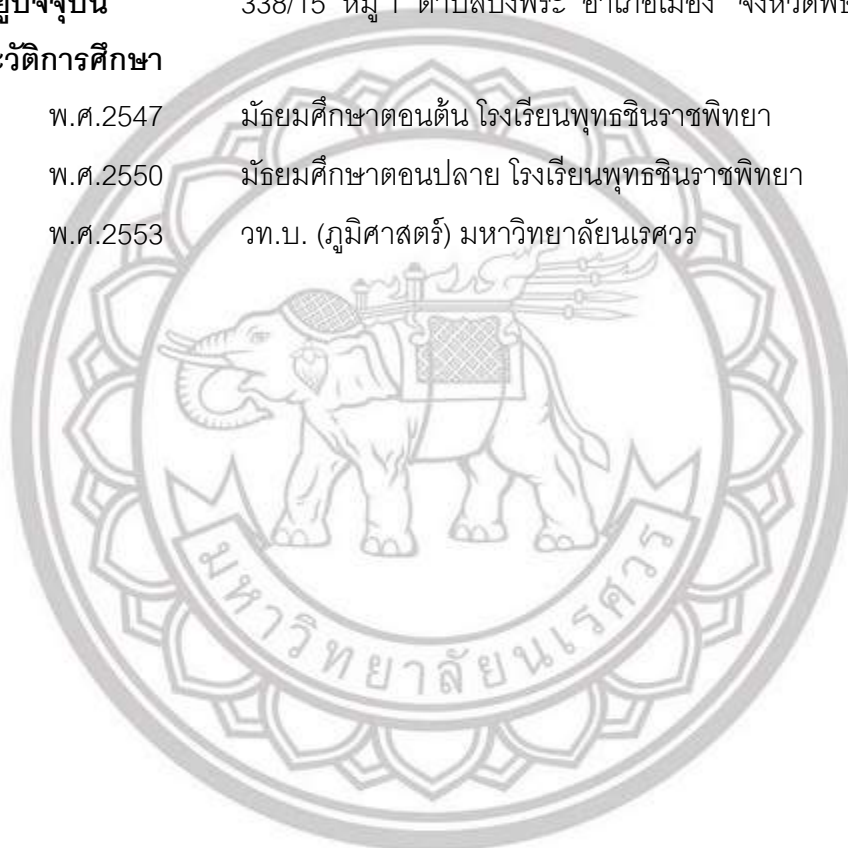 338/15 หมู่ 1 ตำบลบึงพระ อำเภอเมือง
ประวัติการศึกษา
พ.ศ.2547 มัธยมศึกษาตอนต้น โรงเรียนพุทธชินราชพิทยา
พ.ศ.2550 มัธยมศึกษาตอนปลาย โรงเรียนพุทธชินราชพิทยา
พ.ศ.2553 วท.บ. (ภูมิศาสตร์) มหาวิทยาลัยนเรศวร
มหาวิทยาลัยนเรศวร